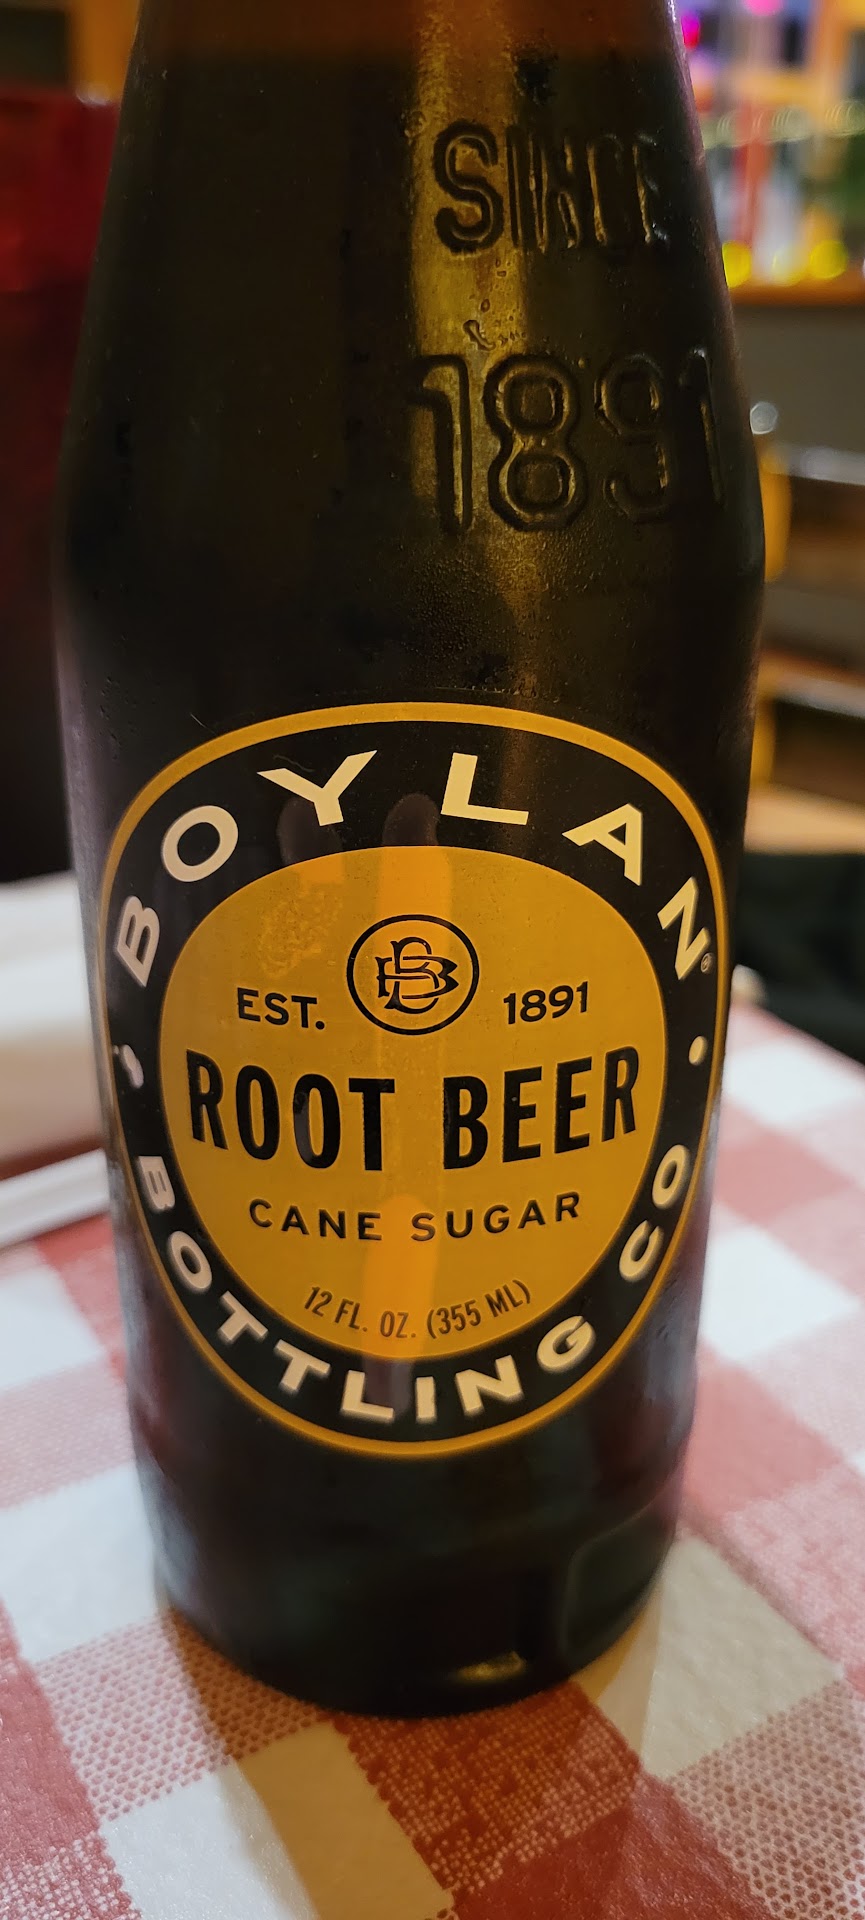 SINCE
1891
BOYLAN®
EST. 1891
ROOT BEER
CANE SUGAR
12 FL. OZ. (355 ML)
BOTTLING CO